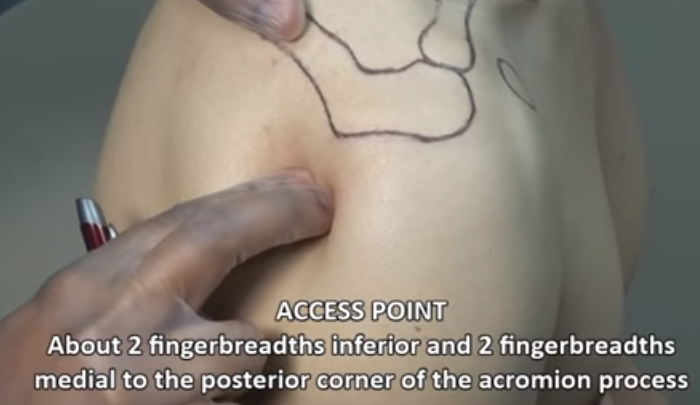 ACCESS POINT
About 2 fingerbreadths inferior and 2 fingerbreadths
medial to the posterior corner of the acromion process